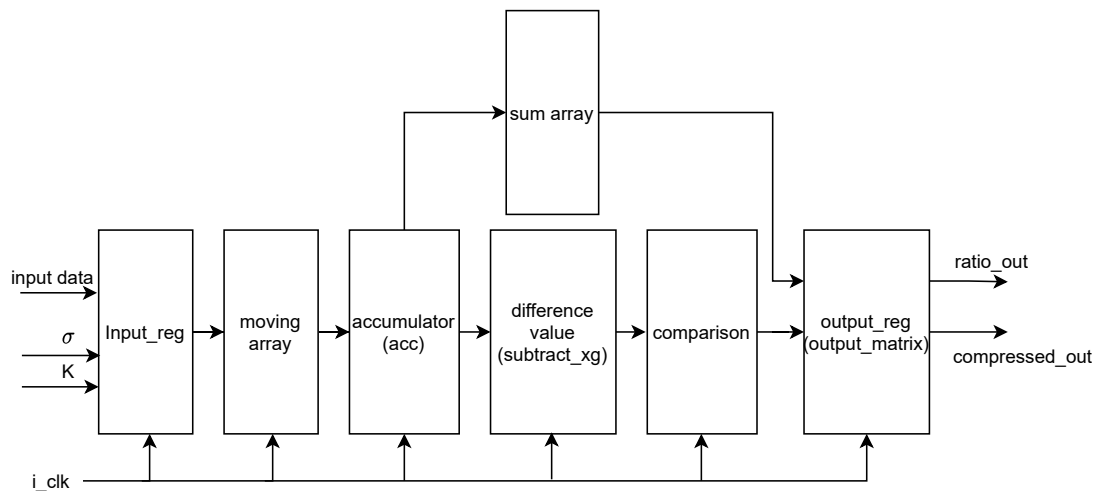 sum array
input data
σ
K
Input_reg
moving
array
accumulator
(acc)
difference
value
(subtract_xg)
comparison
output_reg
(output_matrix)
ratio_out
compressed_out
i_clk